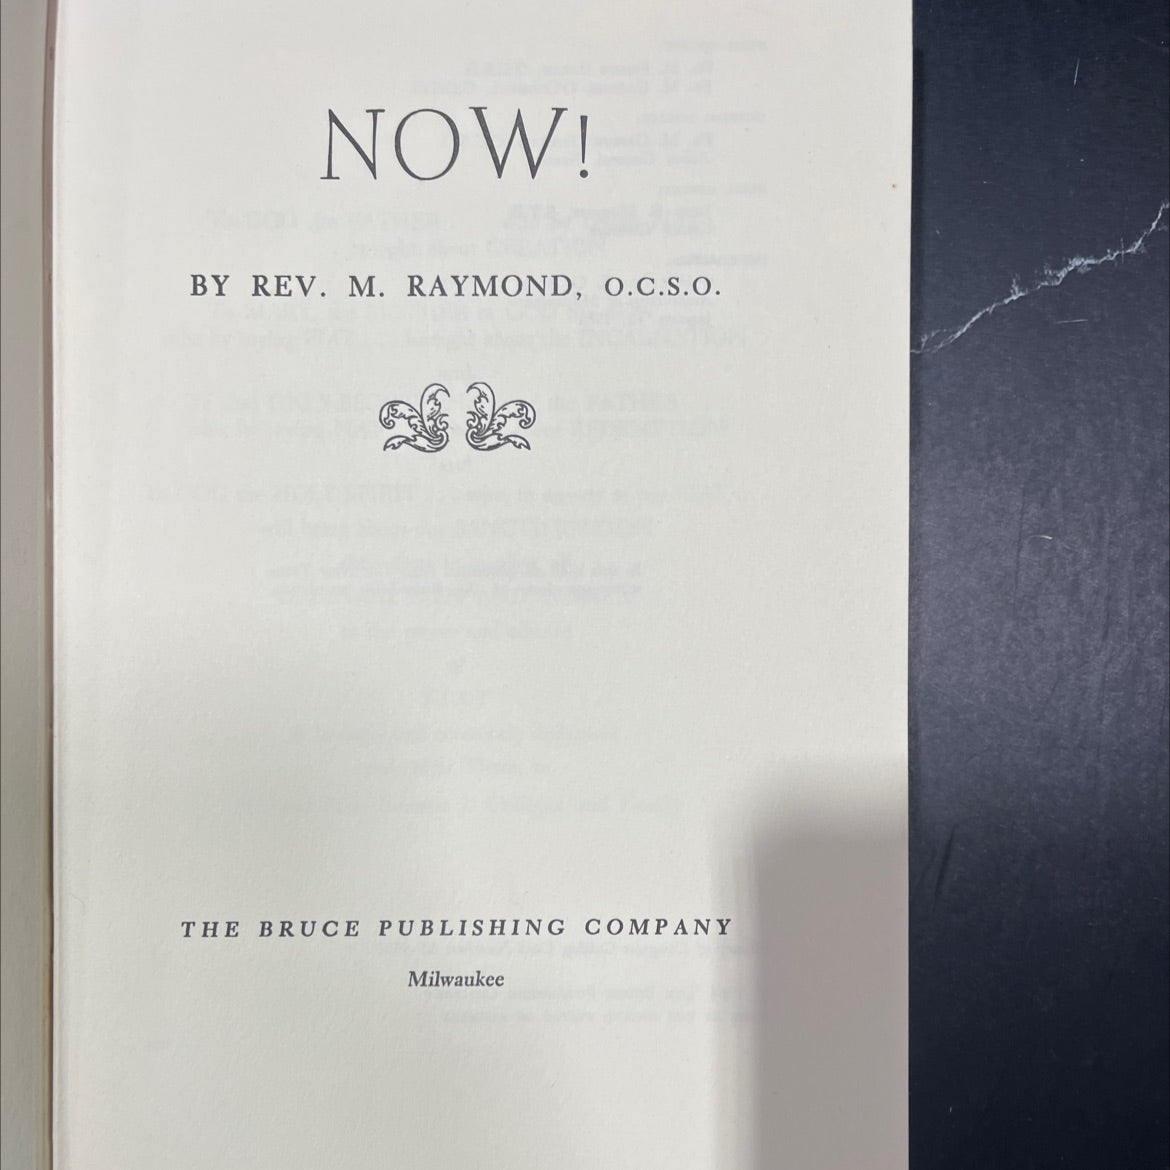 NOW!
BY REV. M. RAYMOND, O.C.S.O.
THE BRUCE PUBLISHING COMPANY
Milwaukee